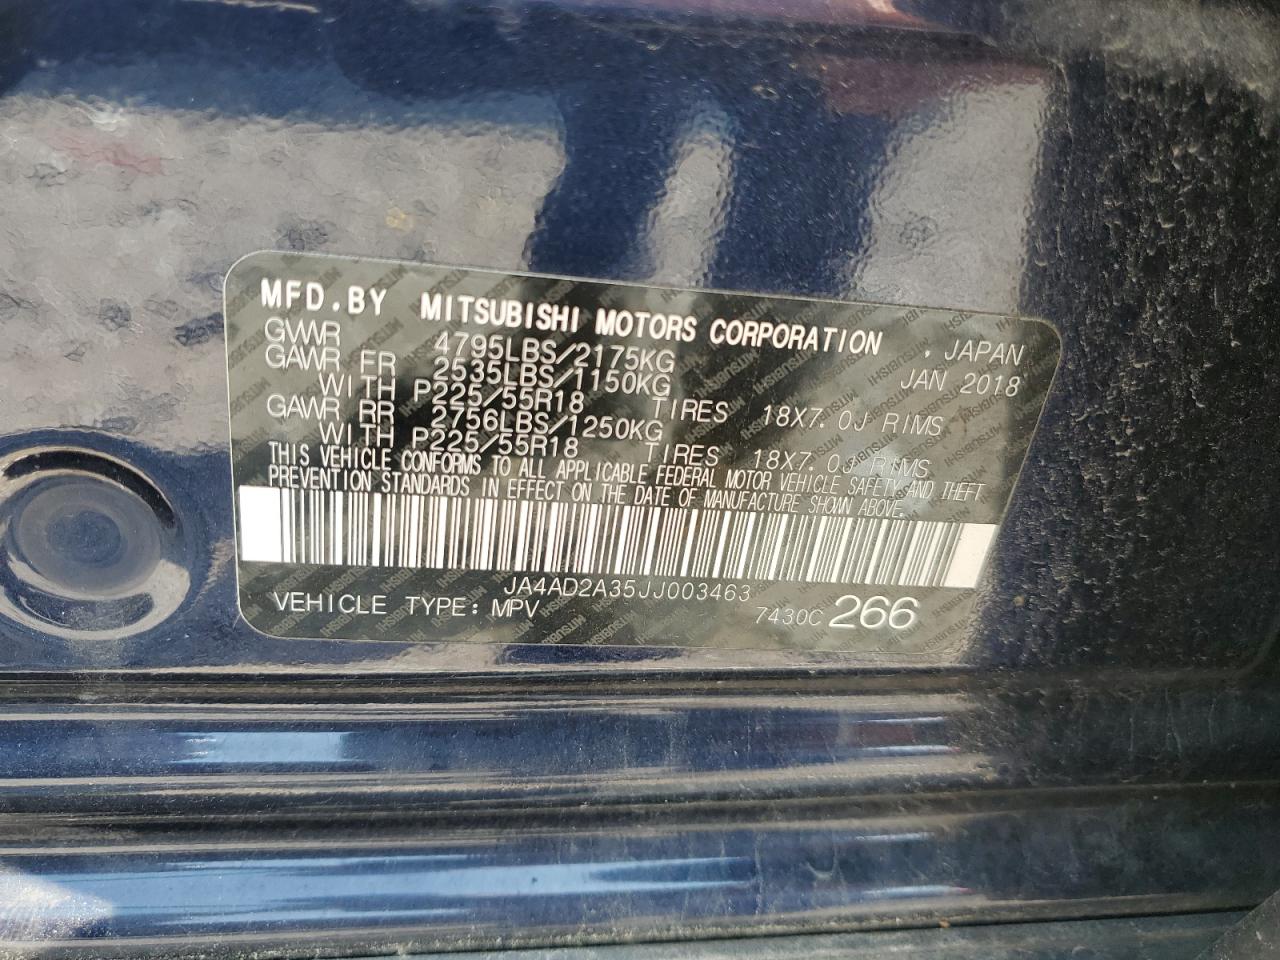 MFD.BY MITSUBISHI MOTORS CORPORATION , JAPAN
GVWR 4795LBS/2175KG JAN 2018
GAWR FR 2535LBS/1150KG
WITH P225/55R18 TIRES 18X7.0J RIMS
GAWR RR 2756LBS/1250KG
WITH P225/55R18 TIRES 18X7.0J RIMS
THIS VEHICLE CONFORMS TO ALL APPLICABLE FEDERAL MOTOR VEHICLE SAFETY AND THEFT
PREVENTION STANDARDS IN EFFECT ON THE DATE OF MANUFACTURE SHOWN ABOVE.
JA4AD2A35JJ003463
VEHICLE TYPE: MPV 7430C 266